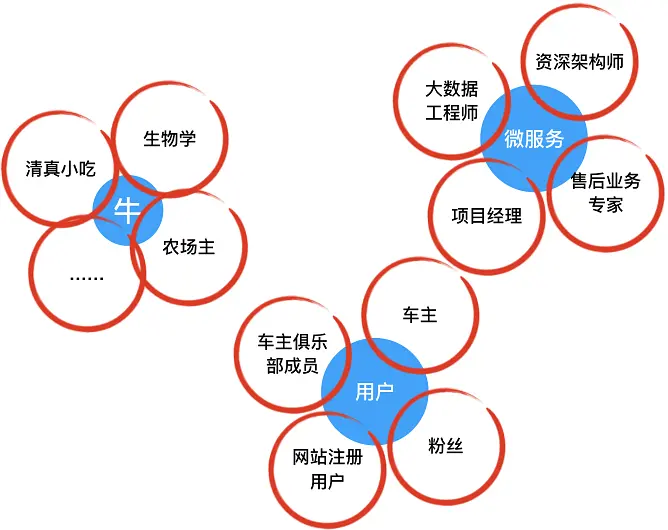 清真小吃
生物学
牛
农场主
......
大数据
工程师
资深架构师
微服务
项目经理
售后业务
专家
车主俱乐
部成员
车主
用户
网站注册
用户
粉丝